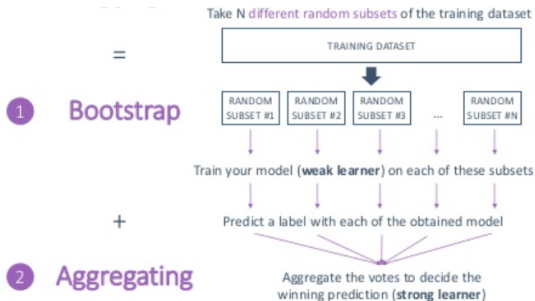 Take N different random subsets of the training dataset
=
TRAINING DATASET
1 Bootstrap
RANDOM SUBSET #1
RANDOM SUBSET #2
RANDOM SUBSET #3
...
RANDOM SUBSET #N
Train your model (weak learner) on each of these subsets
+
Predict a label with each of the obtained model
2 Aggregating
Aggregate the votes to decide the
winning prediction (strong learner)